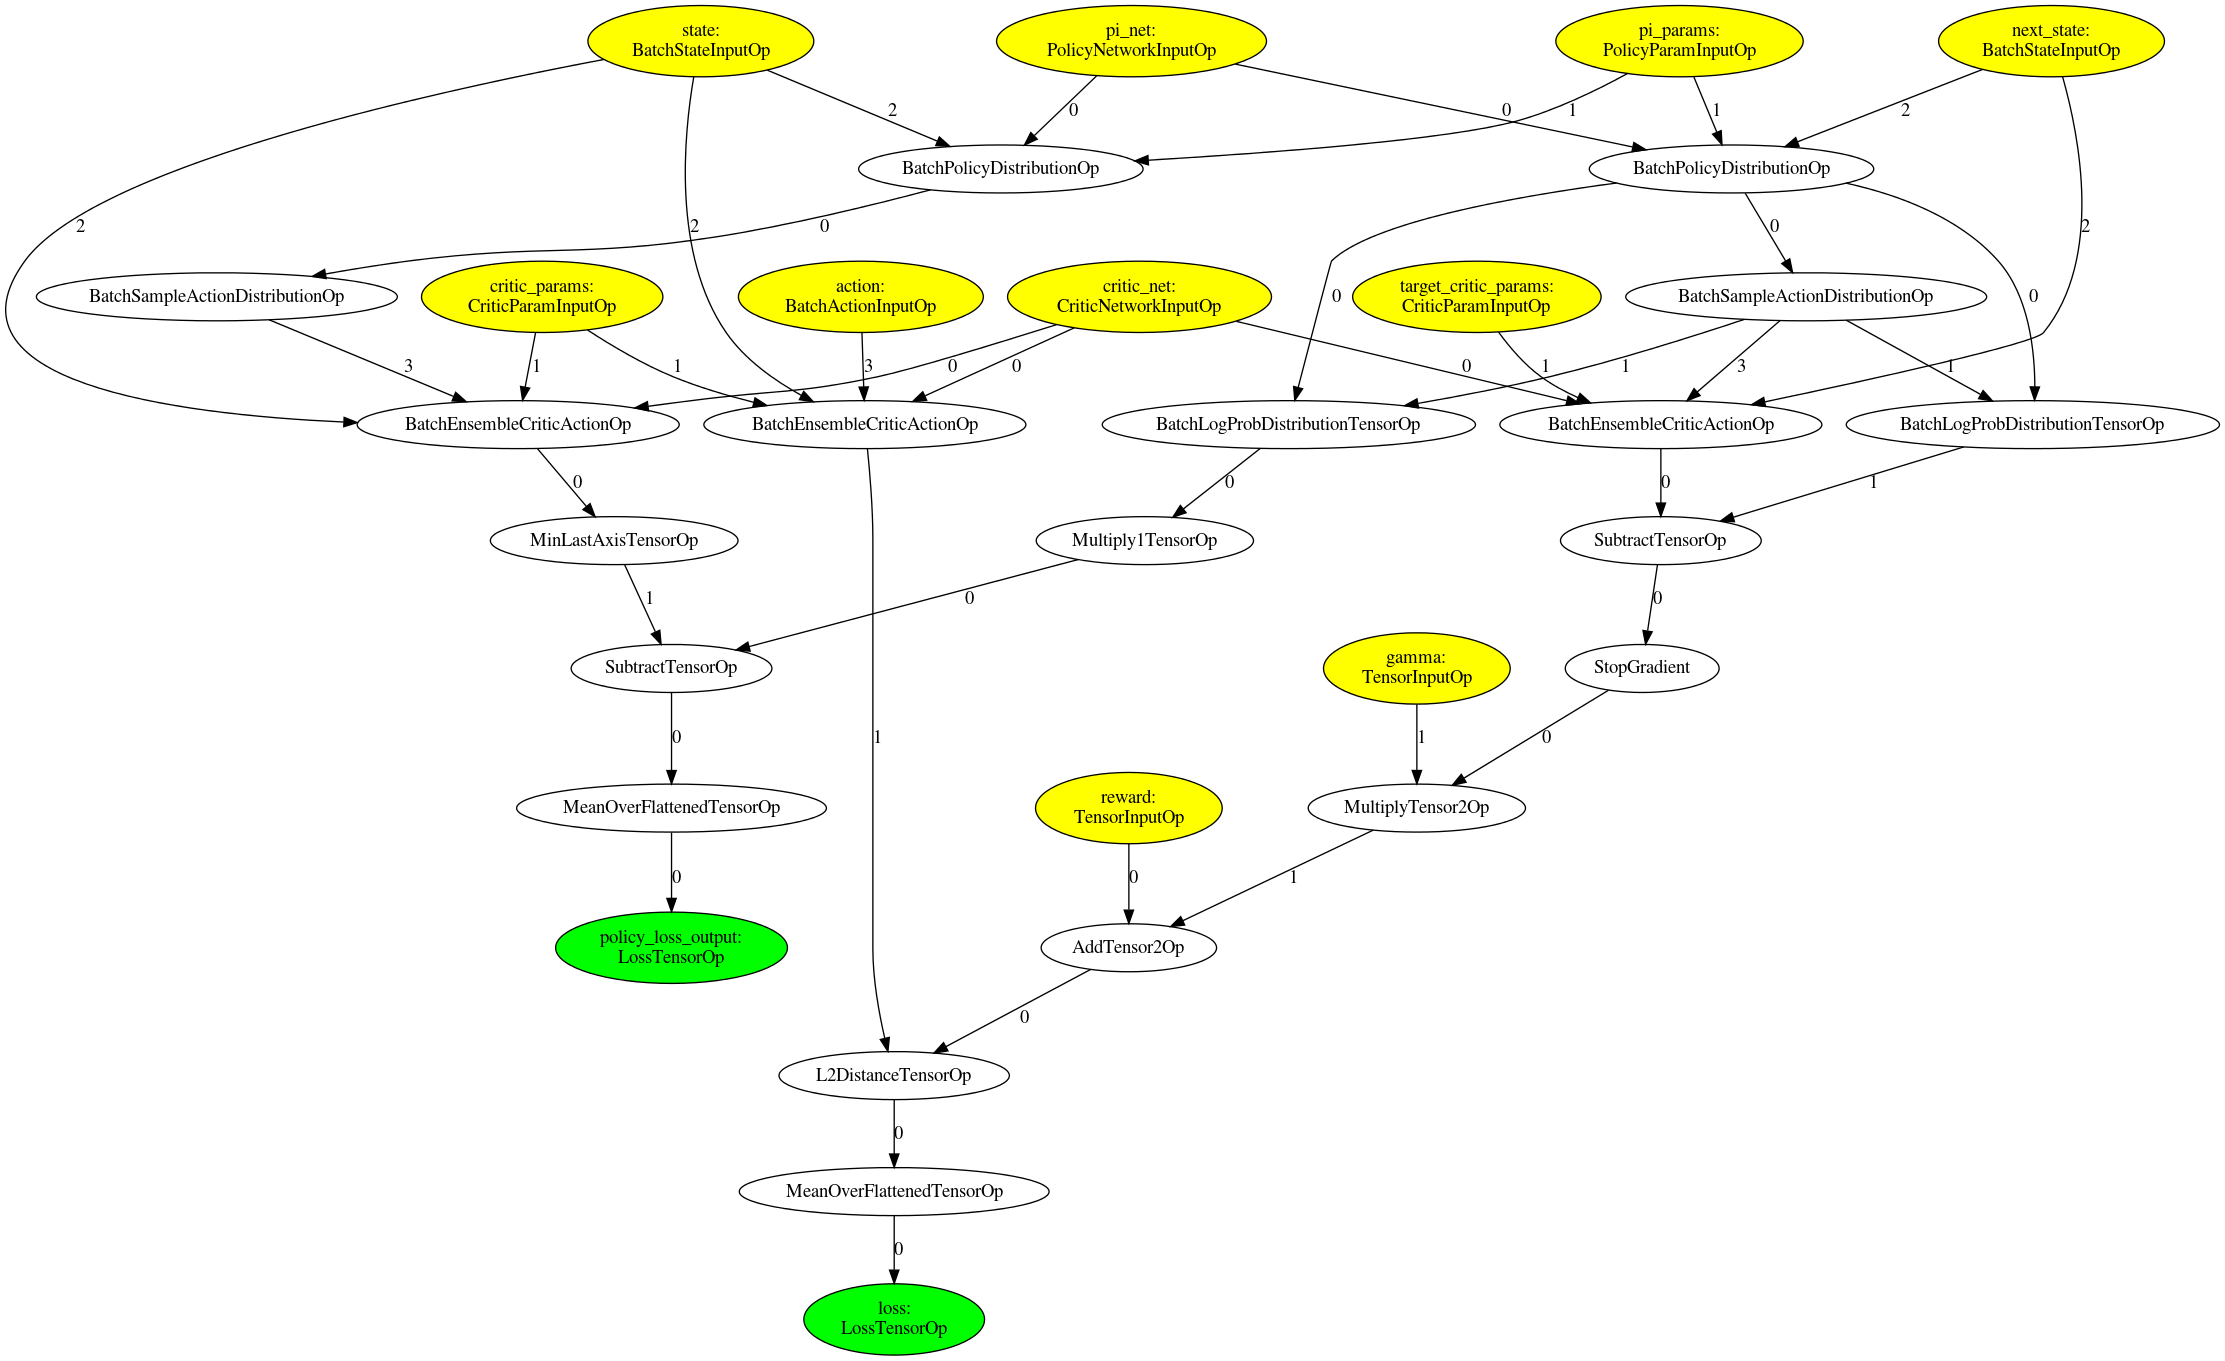 state:
BatchStateInputOp
pi_net:
PolicyNetworkInputOp
pi_params:
PolicyParamInputOp
next_state:
BatchStateInputOp
2
0
0
1
1
2
BatchPolicyDistributionOp
BatchPolicyDistributionOp
2
0
2
0
2
BatchSampleActionDistributionOp
critic_params:
CriticParamInputOp
action:
BatchActionInputOp
critic_net:
CriticNetworkInputOp
0
target_critic_params:
CriticParamInputOp
BatchSampleActionDistributionOp
0
3
1
1
3
0
0
0
1
1
3
1
BatchEnsembleCriticActionOp
BatchEnsembleCriticActionOp
BatchLogProbDistributionTensorOp
BatchEnsembleCriticActionOp
BatchLogProbDistributionTensorOp
0
0
0
1
MinLastAxisTensorOp
Multiply1TensorOp
SubtractTensorOp
1
0
0
SubtractTensorOp
gamma:
TensorInputOp
StopGradient
0
1
1
0
MeanOverFlattenedTensorOp
reward:
TensorInputOp
MultiplyTensor2Op
0
0
1
policy_loss_output:
LossTensorOp
AddTensor2Op
0
L2DistanceTensorOp
0
MeanOverFlattenedTensorOp
0
loss:
LossTensorOp